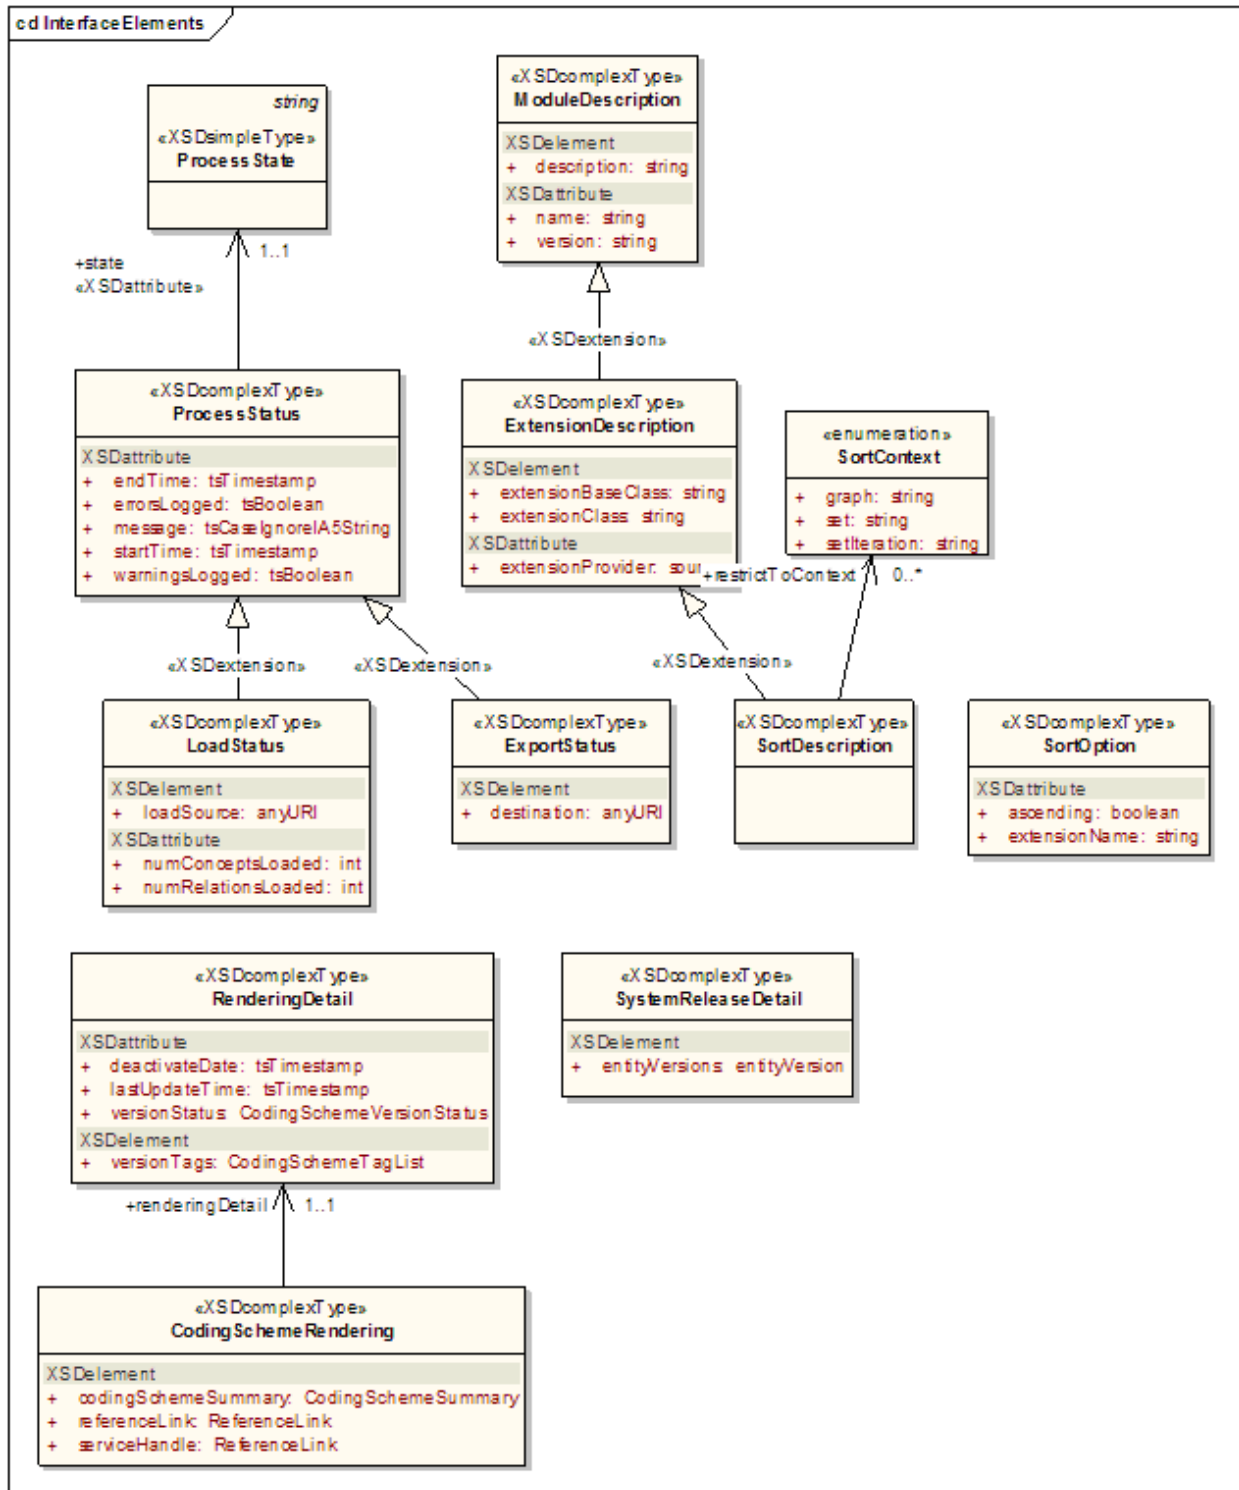 cd InterfaceElements
«XSDcomplexType»
ModuleDescription
XSDelement
+ description: string
XSDattribute
+ name: string
+ version: string
string
«XSDsimpleType»
ProcessState
+state
«XSDattribute»
1..1
«XSDextension»
«XSDcomplexType»
ProcessStatus
XSDattribute
+ endTime: tsTimestamp
+ errorsLogged: tsBoolean
+ message: tsCaseIgnoreIA5String
+ startTime: tsTimestamp
+ warningsLogged: tsBoolean
«XSDcomplexType»
ExtensionDescription
XSDelement
+ extensionBaseClass: string
+ extensionClass: string
XSDattribute
+ extensionProvider: sour
«enumeration»
SortContext
+ graph: string
+ set: string
+ setIteration: string
+restrictToContext
0..*
«XSDextension»
«XSDextension»
«XSDextension»
«XSDcomplexType»
LoadStatus
XSDelement
+ loadSource: anyURI
XSDattribute
+ numConceptsLoaded: int
+ numRelationsLoaded: int
«XSDcomplexType»
ExportStatus
XSDelement
+ destination: anyURI
«XSDcomplexType»
SortDescription
«XSDcomplexType»
SortOption
XSDattribute
+ ascending: boolean
+ extensionName: string
«XSDcomplexType»
RenderingDetail
XSDattribute
+ deactivateDate: tsTimestamp
+ lastUpdateTime: tsTimestamp
+ versionStatus: CodingSchemeVersionStatus
XSDelement
+ versionTags: CodingSchemeTagList
«XSDcomplexType»
SystemReleaseDetail
XSDelement
+ entityVersions: entityVersion
+renderingDetail
1..1
«XSDcomplexType»
CodingSchemeRendering
XSDelement
+ codingSchemeSummary: CodingSchemeSummary
+ referenceLink: ReferenceLink
+ serviceHandle: ReferenceLink